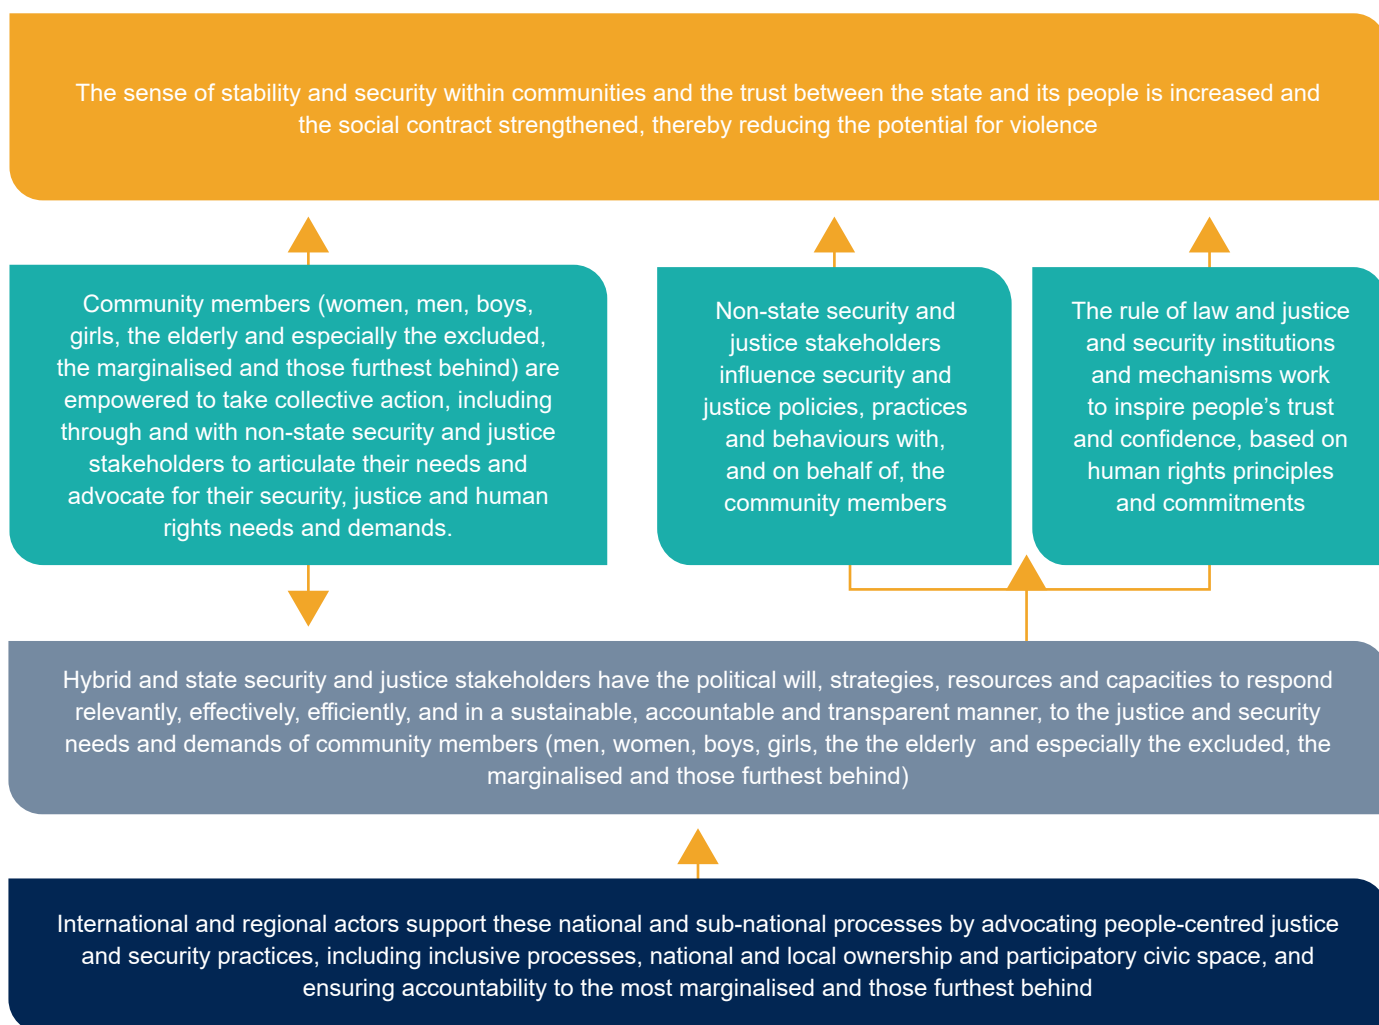 The sense of stability and security within communities and the trust between the state and its people is increased and
the social contract strengthened, thereby reducing the potential for violence
Community members (women, men, boys,
girls, the elderly and especially the excluded,
the marginalised and those furthest behind) are
empowered to take collective action, including
through and with non-state security and justice
stakeholders to articulate their needs and
advocate for their security, justice and human
rights needs and demands.
Non-state security and
justice stakeholders
influence security and
justice policies, practices
and behaviours with,
and on behalf of, the
community members
The rule of law and justice
and security institutions
and mechanisms work
to inspire people’s trust
and confidence, based on
human rights principles
and commitments
Hybrid and state security and justice stakeholders have the political will, strategies, resources and capacities to respond
relevantly, effectively, efficiently, and in a sustainable, accountable and transparent manner, to the justice and security
needs and demands of community members (men, women, boys, girls, the the elderly  and especially the excluded, the
marginalised and those furthest behind)
International and regional actors support these national and sub-national processes by advocating people-centred justice
and security practices, including inclusive processes, national and local ownership and participatory civic space, and
ensuring accountability to the most marginalised and those furthest behind